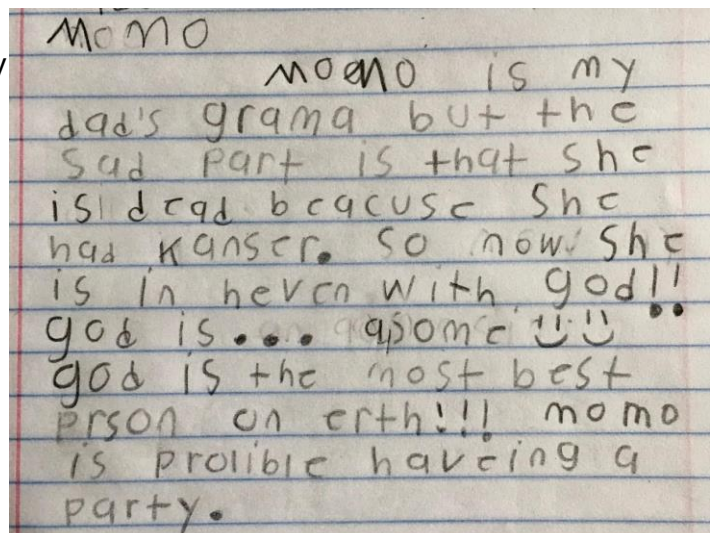 MoMo
Momo is my
dad's grama but the
sad part is that she
is dead beacuse She
had Kanser. So now She
is in heven with god!!
god is... apome
god is the most best
prson on erth!!! momo
is prolible haveing a
party.